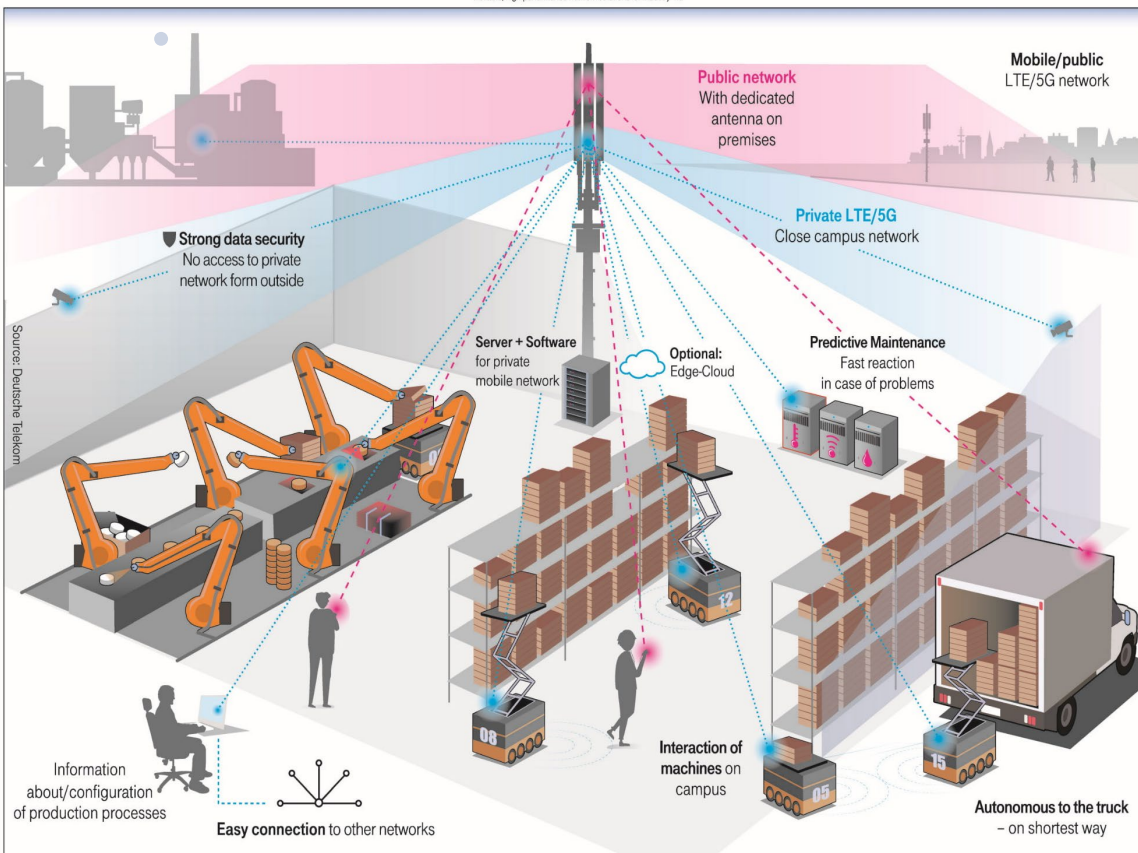 Mobile/public
LTE/5G network
Public network
With dedicated
antenna on
premises
Private LTE/5G
Close campus network
Strong data security
No access to private
network form outside
Source: Deutsche Telekom
Server + Software
for private
mobile network
Optional:
Edge-Cloud
Predictive Maintenance
Fast reaction
in case of problems
12
08
05
15
Interaction of
machines on
campus
Information
about/configuration
of production processes
Easy connection to other networks
Autonomous to the truck
– on shortest way